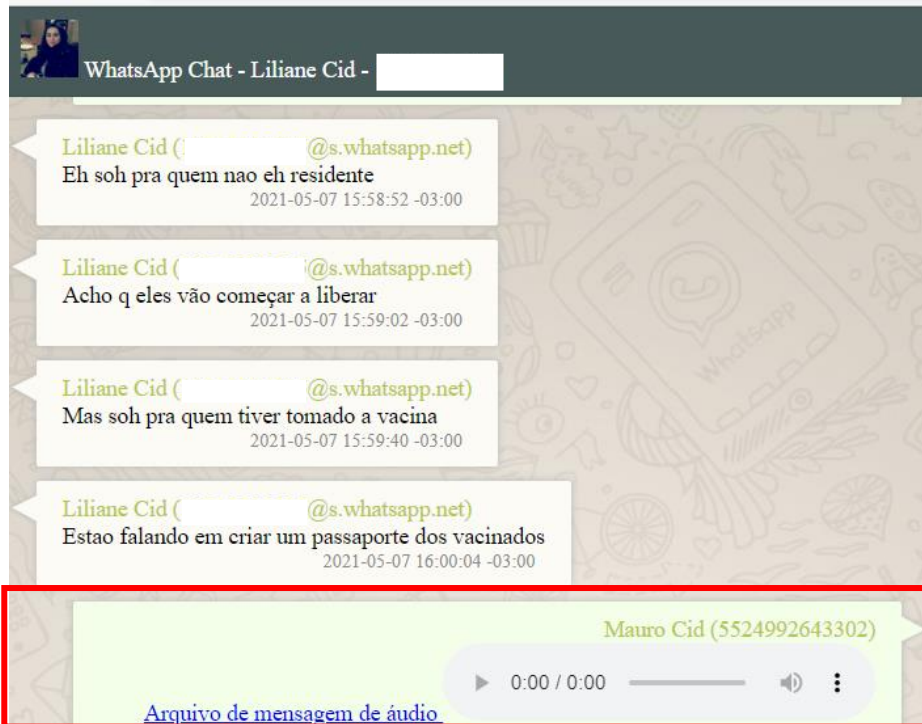 WhatsApp Chat - Liliane Cid -
Liliane Cid ( @s.whatsapp.net)
Eh soh pra quem nao eh residente
2021-05-07 15:58:52 -03:00
Liliane Cid ( @s.whatsapp.net)
Acho q eles vão começar a liberar
2021-05-07 15:59:02 -03:00
Liliane Cid ( @s.whatsapp.net)
Mas soh pra quem tiver tomado a vacina
2021-05-07 15:59:40 -03:00
Liliane Cid ( @s.whatsapp.net)
Estao falando em criar um passaporte dos vacinados
2021-05-07 16:00:04 -03:00
Mauro Cid (5524992643302)
0:00 / 0:00
Arquivo de mensagem de áudio